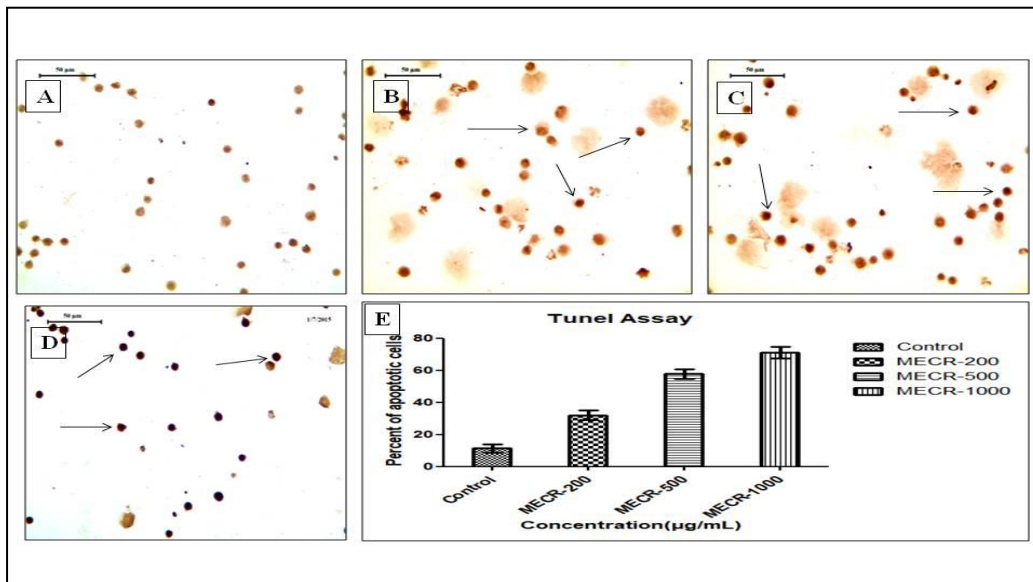 50 µm
A
50 µm
B
50 µm
C
50 µm
D
1/7/2015
E
Tunel Assay
Percent of apoptotic cells
80
60
40
20
0
Control
MECR-200
MECR-500
MECR-1000
Concentration(µg/mL)
Control
MECR-200
MECR-500
MECR-1000